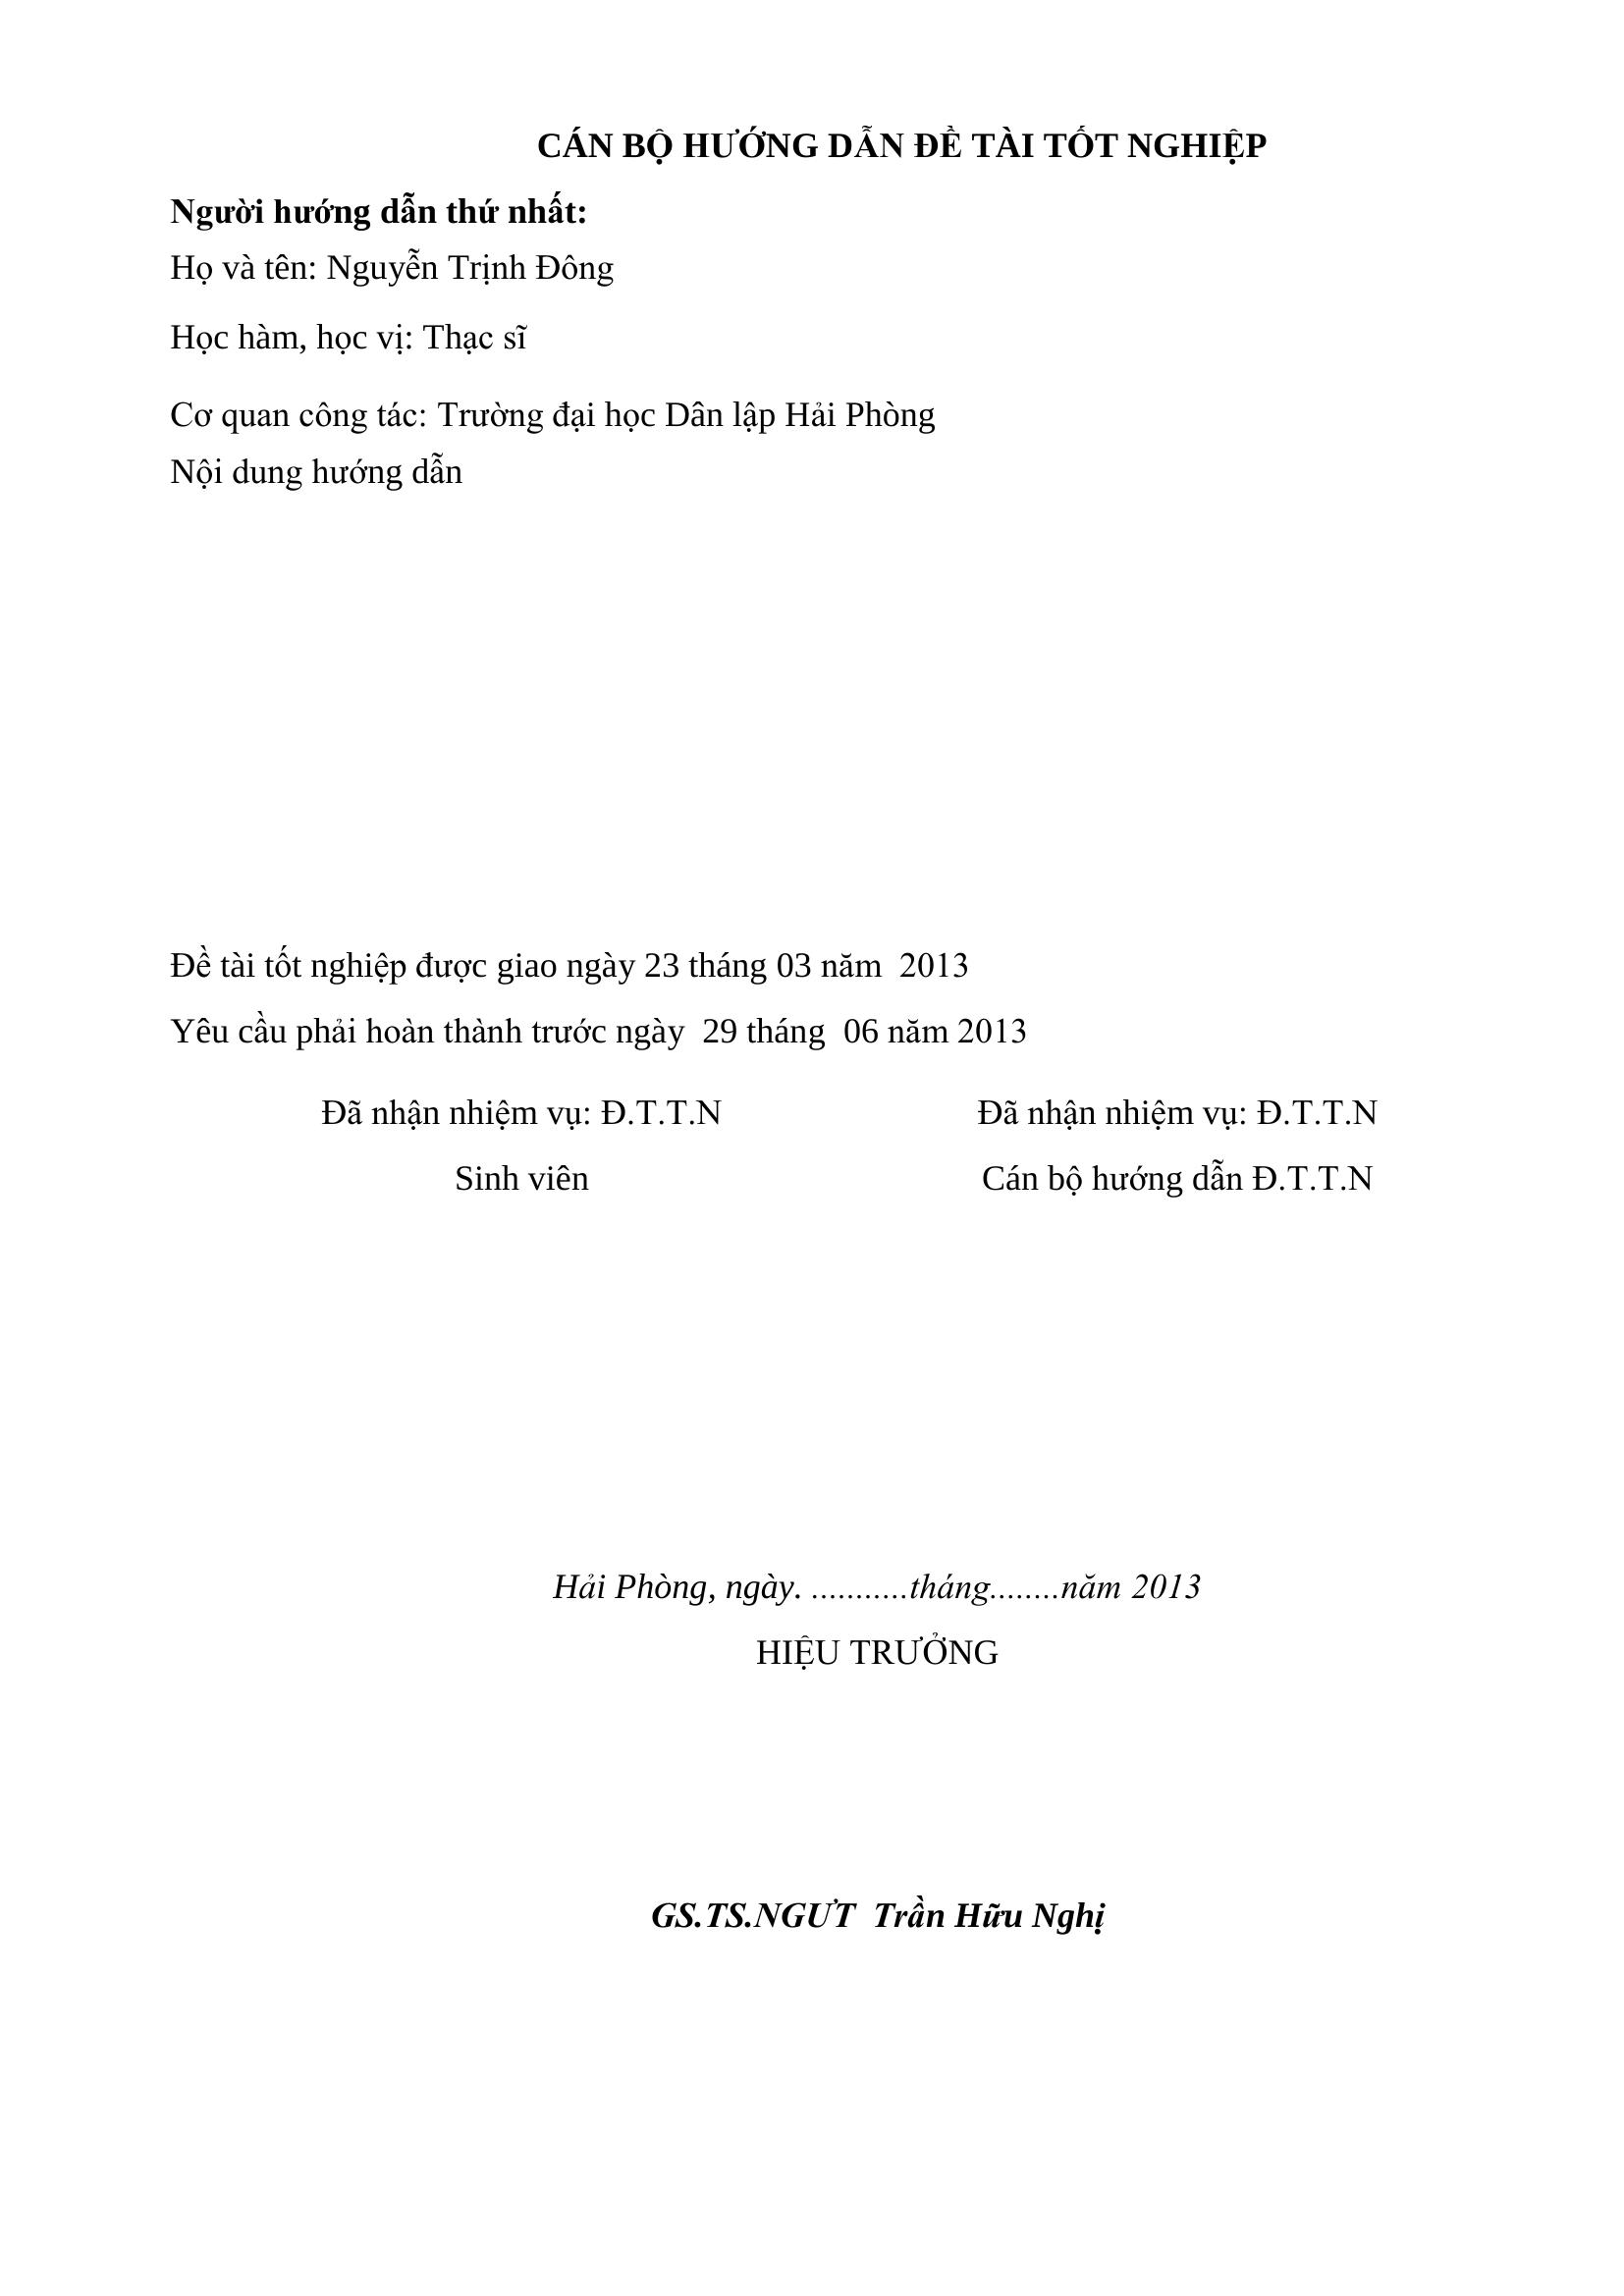 CÁN BỘ HƯỚNG DẪN ĐỀ TÀI TỐT NGHIỆP
Người hướng dẫn thứ nhất:
Họ và tên: Nguyễn Trịnh Đông
Học hàm, học vị: Thạc sĩ
Cơ quan công tác: Trường đại học Dân lập Hải Phòng
Nội dung hướng dẫn
Đề tài tốt nghiệp được giao ngày 23 tháng 03 năm  2013
Yêu cầu phải hoàn thành trước ngày  29 tháng  06 năm 2013
Đã nhận nhiệm vụ: Đ.T.T.N
Sinh viên
Đã nhận nhiệm vụ: Đ.T.T.N
Cán bộ hướng dẫn Đ.T.T.N
Hải Phòng, ngày. ...........tháng........năm 2013
HIỆU TRƯỞNG
GS.TS.NGƯT  Trần Hữu Nghị